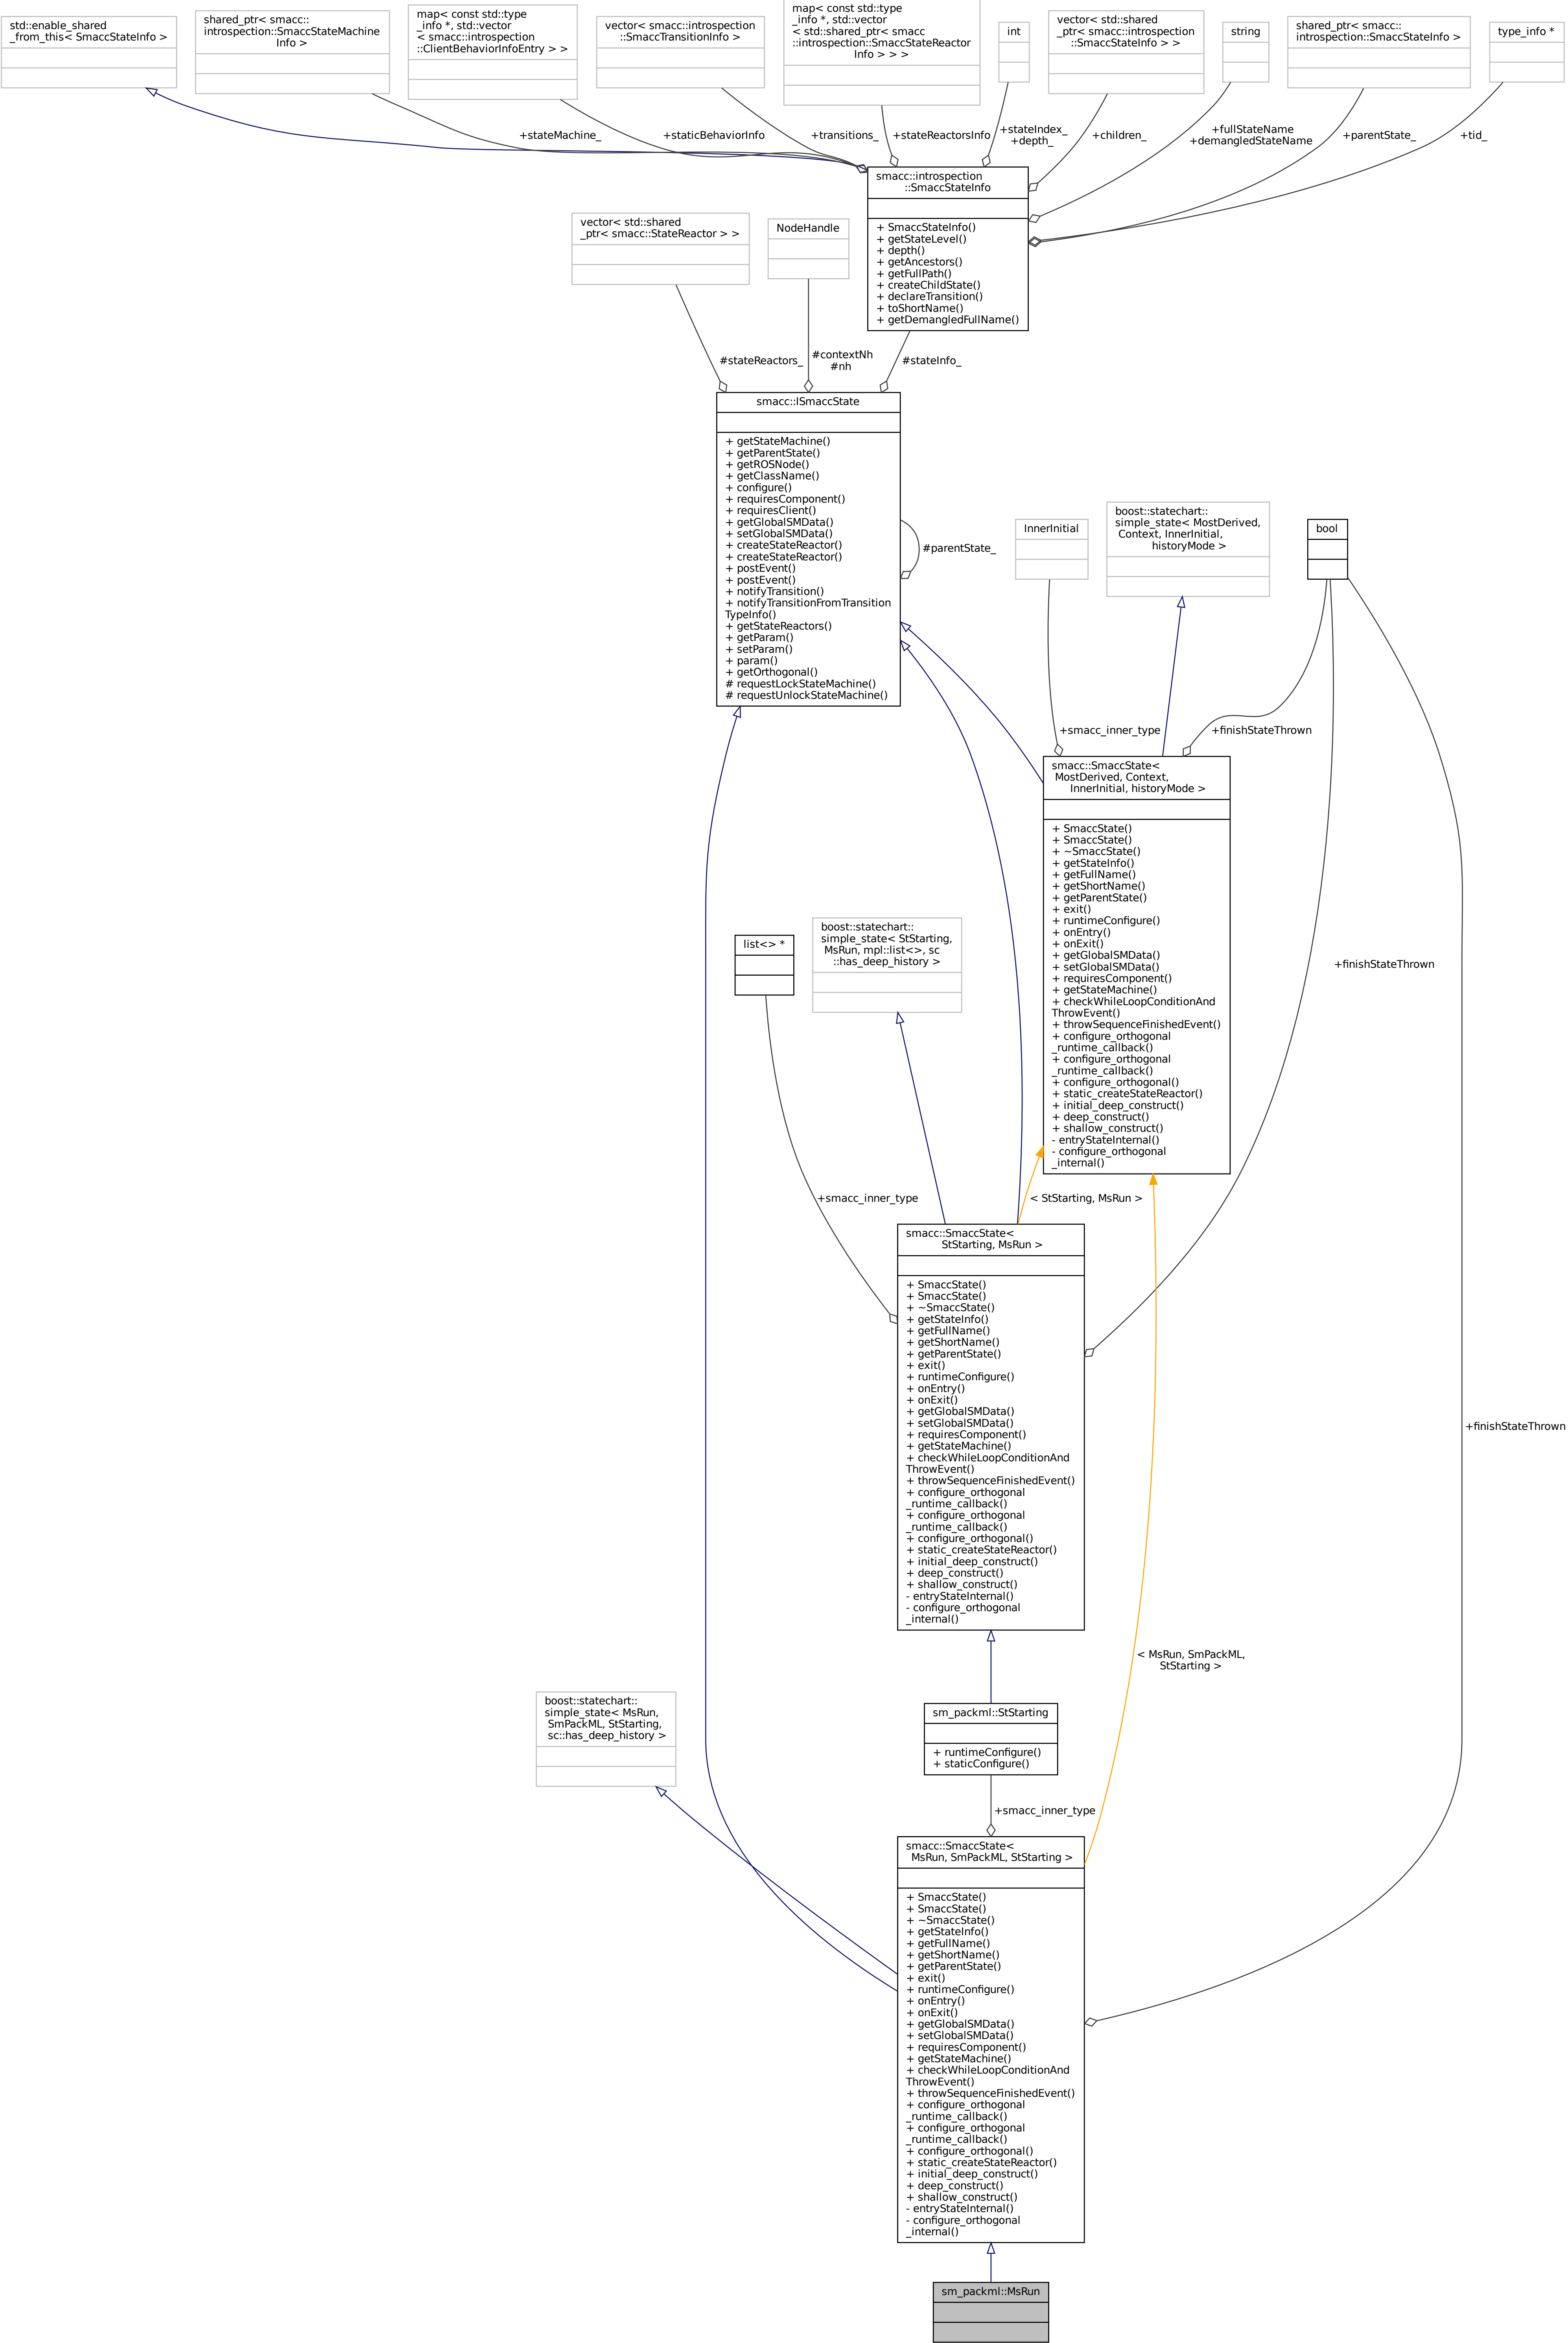 std::enable_shared
_from_this< SmaccStateInfo >
shared_ptr< smacc::
introspection::SmaccStateMachine
Info >
map< const std::type
_info *, std::vector
< smacc::introspection
::ClientBehaviorInfoEntry > >
vector< smacc::introspection
::SmaccTransitionInfo >
map< const std::type
_info *, std::vector
< std::shared_ptr< smacc
::introspection::SmaccStateReactor
Info > > >
int
vector< std::shared
_ptr< smacc::introspection
::SmaccStateInfo > >
string
shared_ptr< smacc::
introspection::SmaccStateInfo >
type_info *
+stateMachine_
+staticBehaviorInfo
+transitions_
+stateReactorsInfo
+stateIndex_
+depth_
+children_
+fullStateName
+demangledStateName
+parentState_
+tid_
smacc::introspection
::SmaccStateInfo
+ SmaccStateInfo()
+ getStateLevel()
+ depth()
+ getAncestors()
+ getFullPath()
+ createChildState()
+ declareTransition()
+ toShortName()
+ getDemangledFullName()
vector< std::shared
_ptr< smacc::StateReactor > >
NodeHandle
#stateReactors_
#contextNh
#nh
#stateInfo_
smacc::ISmaccState
+ getStateMachine()
+ getParentState()
+ getROSNode()
+ getClassName()
+ configure()
+ requiresComponent()
+ requiresClient()
+ getGlobalSMData()
+ setGlobalSMData()
+ createStateReactor()
+ createStateReactor()
+ postEvent()
+ postEvent()
+ notifyTransition()
+ notifyTransitionFromTransition
TypeInfo()
+ getStateReactors()
+ getParam()
+ setParam()
+ param()
+ getOrthogonal()
# requestLockStateMachine()
# requestUnlockStateMachine()
#parentState_
InnerInitial
boost::statechart::
simple_state< MostDerived,
Context, InnerInitial,
historyMode >
bool
+smacc_inner_type
+finishStateThrown
smacc::SmaccState<
MostDerived, Context,
InnerInitial, historyMode >
+ SmaccState()
+ SmaccState()
+ ~SmaccState()
+ getStateInfo()
+ getFullName()
+ getShortName()
+ getParentState()
+ exit()
+ runtimeConfigure()
+ onEntry()
+ onExit()
+ getGlobalSMData()
+ setGlobalSMData()
+ requiresComponent()
+ getStateMachine()
+ checkWhileLoopConditionAnd
ThrowEvent()
+ throwSequenceFinishedEvent()
+ configure_orthogonal
_runtime_callback()
+ configure_orthogonal
_runtime_callback()
+ configure_orthogonal()
+ static_createStateReactor()
+ initial_deep_construct()
+ deep_construct()
+ shallow_construct()
- entryStateInternal()
- configure_orthogonal
_internal()
list<> *
boost::statechart::
simple_state< StStarting,
MsRun, mpl::list<>, sc
::has_deep_history >
+finishStateThrown
+smacc_inner_type
< StStarting, MsRun >
smacc::SmaccState<
StStarting, MsRun >
+ SmaccState()
+ SmaccState()
+ ~SmaccState()
+ getStateInfo()
+ getFullName()
+ getShortName()
+ getParentState()
+ exit()
+ runtimeConfigure()
+ onEntry()
+ onExit()
+ getGlobalSMData()
+ setGlobalSMData()
+ requiresComponent()
+ getStateMachine()
+ checkWhileLoopConditionAnd
ThrowEvent()
+ throwSequenceFinishedEvent()
+ configure_orthogonal
_runtime_callback()
+ configure_orthogonal
_runtime_callback()
+ configure_orthogonal()
+ static_createStateReactor()
+ initial_deep_construct()
+ deep_construct()
+ shallow_construct()
- entryStateInternal()
- configure_orthogonal
_internal()
+finishStateThrown
< MsRun, SmPackML,
StStarting >
boost::statechart::
simple_state< MsRun,
SmPackML, StStarting,
sc::has_deep_history >
sm_packml::StStarting
+ runtimeConfigure()
+ staticConfigure()
+smacc_inner_type
smacc::SmaccState<
MsRun, SmPackML, StStarting >
+ SmaccState()
+ SmaccState()
+ ~SmaccState()
+ getStateInfo()
+ getFullName()
+ getShortName()
+ getParentState()
+ exit()
+ runtimeConfigure()
+ onEntry()
+ onExit()
+ getGlobalSMData()
+ setGlobalSMData()
+ requiresComponent()
+ getStateMachine()
+ checkWhileLoopConditionAnd
ThrowEvent()
+ throwSequenceFinishedEvent()
+ configure_orthogonal
_runtime_callback()
+ configure_orthogonal
_runtime_callback()
+ configure_orthogonal()
+ static_createStateReactor()
+ initial_deep_construct()
+ deep_construct()
+ shallow_construct()
- entryStateInternal()
- configure_orthogonal
_internal()
sm_packml::MsRun